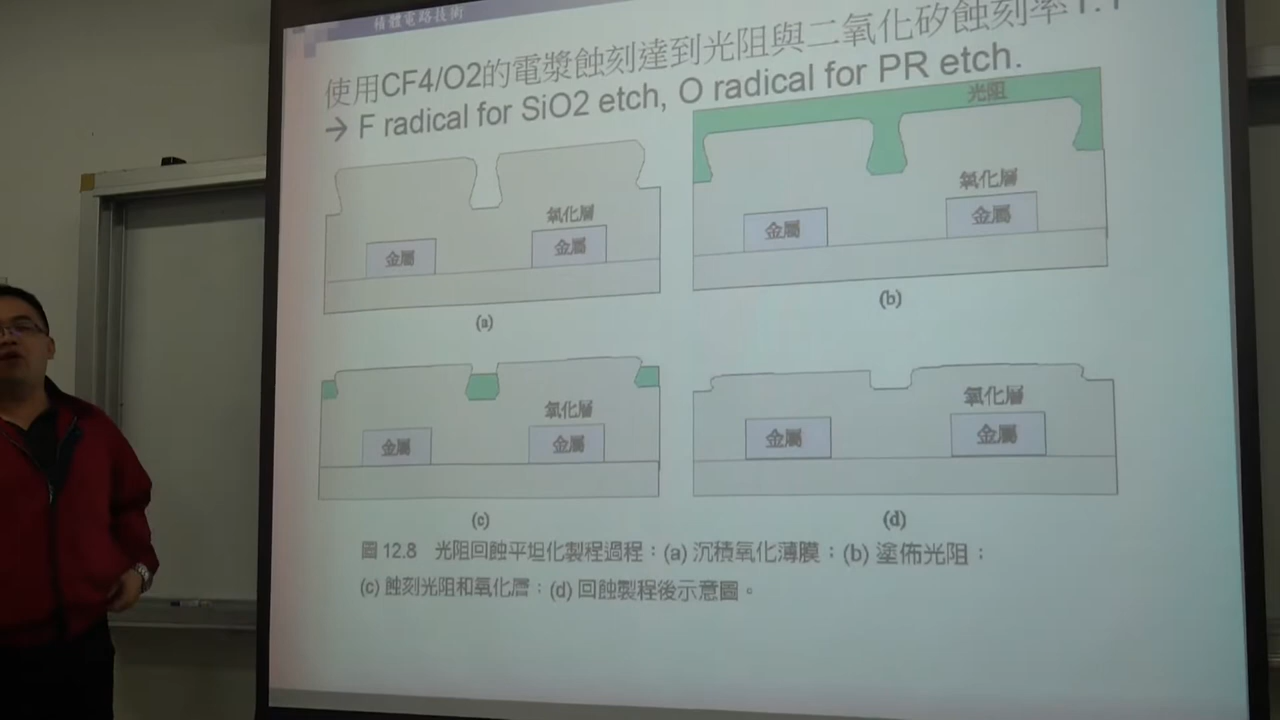 積體電路技術
使用CF4/O2的電漿蝕刻達到光阻與二氧化矽蝕刻率1:1
→ F radical for SiO2 etch, O radical for PR etch.
光阻
氧化層
金屬
金屬
(a)
氧化層
金屬
金屬
(b)
氧化層
金屬
金屬
(c)
氧化層
金屬
金屬
(d)
圖 12.8 光阻回蝕平坦化製程過程：(a) 沉積氧化薄膜；(b) 塗佈光阻；
(c) 蝕刻光阻和氧化層；(d) 回蝕製程後示意圖。